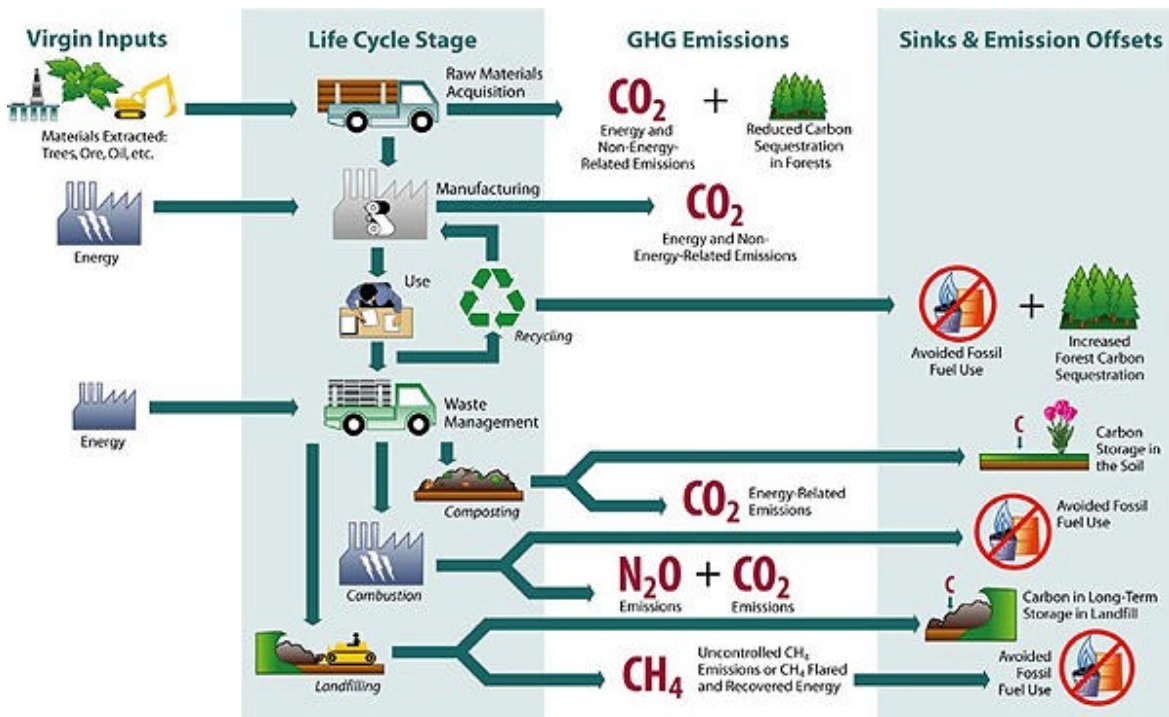 Virgin Inputs
Life Cycle Stage
GHG Emissions
Sinks & Emission Offsets
Materials Extracted:
Trees, Ore, Oil, etc.
Raw Materials
Acquisition
CO₂
Energy and
Non-Energy-
Related Emissions
+
Reduced Carbon
Sequestration
in Forests
Energy
Manufacturing
CO₂
Energy and Non-
Energy-Related Emissions
Use
Recycling
Avoided Fossil
Fuel Use
+
Increased
Forest Carbon
Sequestration
Energy
Waste
Management
Composting
C
Carbon
Storage in
the Soil
CO₂
Energy-Related
Emissions
Combustion
Avoided Fossil
Fuel Use
N₂O + CO₂
Emissions
Emissions
C
Carbon in Long-Term
Storage in Landfill
Landfilling
CH₄
Uncontrolled CH₄
Emissions or CH₄ Flared
and Recovered Energy
Avoided
Fossil
Fuel Use